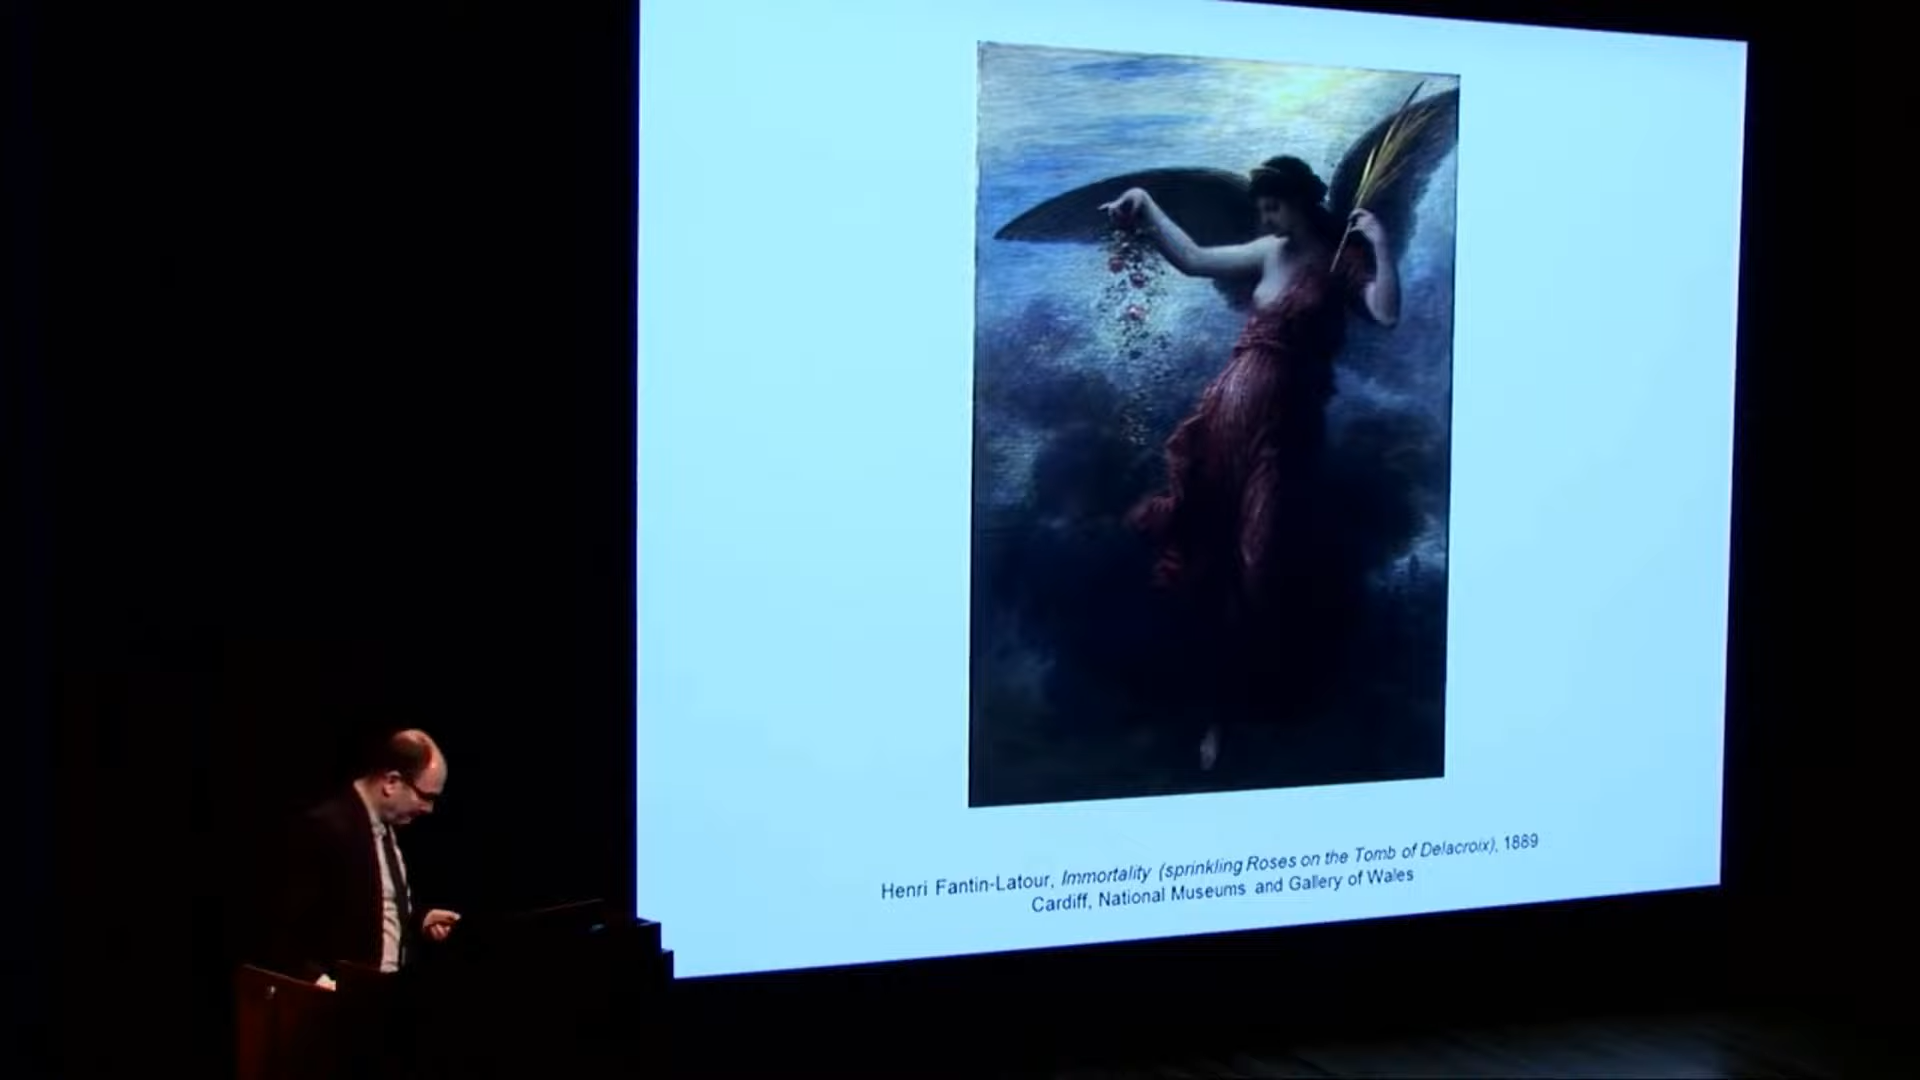 Henri Fantin-Latour, Immortality (sprinkling Roses on the Tomb of Delacroix), 1889
Cardiff, National Museums and Gallery of Wales